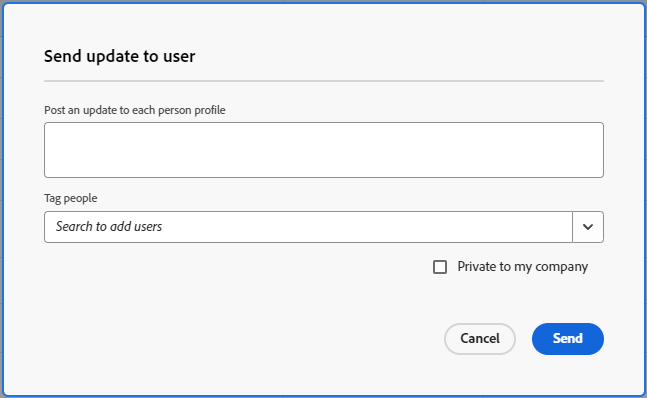 Send update to user
Post an update to each person profile
Tag people
Search to add users
Private to my company
Cancel
Send